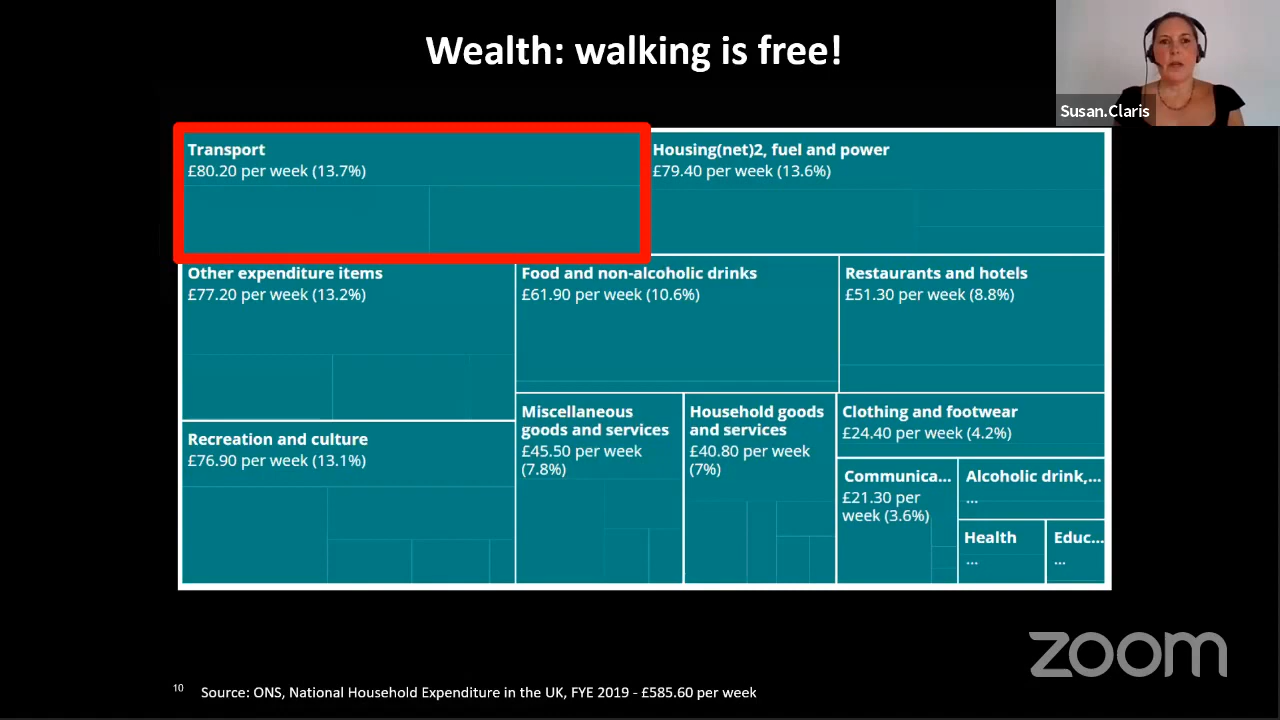 Wealth: walking is free!
Susan.Claris
Transport
£80.20 per week (13.7%)
Housing(net)2, fuel and power
£79.40 per week (13.6%)
Other expenditure items
£77.20 per week (13.2%)
Food and non-alcoholic drinks
£61.90 per week (10.6%)
Restaurants and hotels
£51.30 per week (8.8%)
Recreation and culture
£76.90 per week (13.1%)
Miscellaneous
goods and services
£45.50 per week
(7.8%)
Household goods
and services
£40.80 per week
(7%)
Clothing and footwear
£24.40 per week (4.2%)
Communica...
£21.30 per
week (3.6%)
Alcoholic drink,...
...
Health
...
Educ...
...
zoom
10 Source: ONS, National Household Expenditure in the UK, FYE 2019 - £585.60 per week